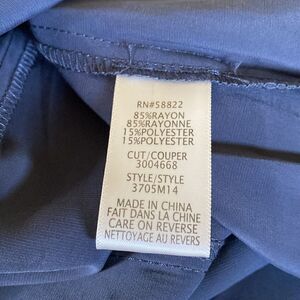 RN#58822
85%RAYON
85%RAYONNE
15%POLYESTER
15%POLYESTER
CUT/COUPER
3004668
STYLE/STYLE
3705M14
MADE IN CHINA
FAIT DANS LA CHINE
CARE ON REVERSE
NETTOYAGE AU REVERS